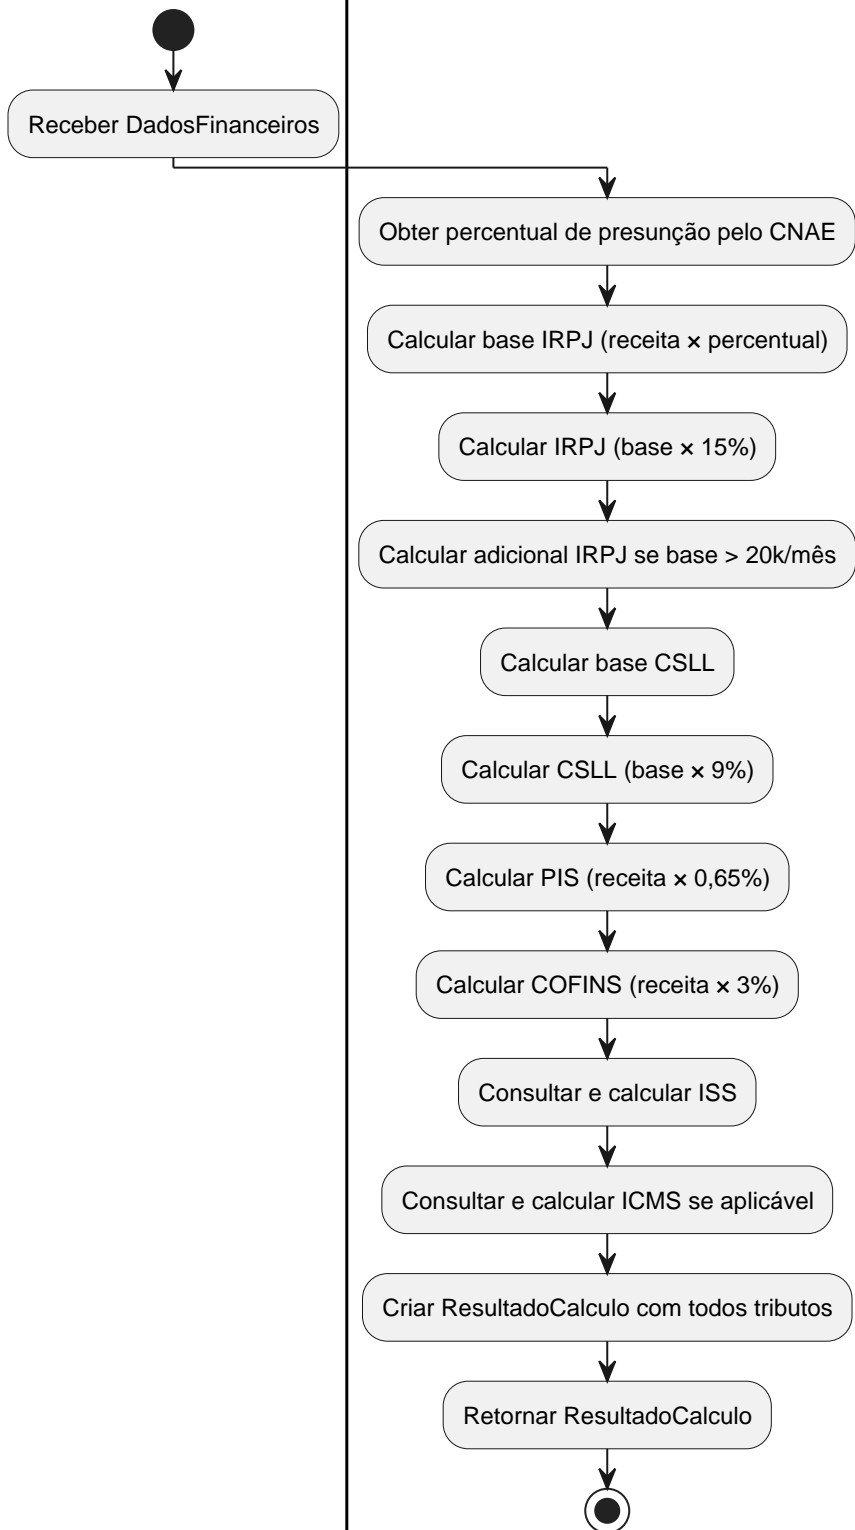 Receber DadosFinanceiros
Obter percentual de presunção pelo CNAE
Calcular base IRPJ (receita × percentual)
Calcular IRPJ (base × 15%)
Calcular adicional IRPJ se base > 20k/mês
Calcular base CSLL
Calcular CSLL (base × 9%)
Calcular PIS (receita × 0,65%)
Calcular COFINS (receita × 3%)
Consultar e calcular ISS
Consultar e calcular ICMS se aplicável
Criar ResultadoCalculo com todos tributos
Retornar ResultadoCalculo